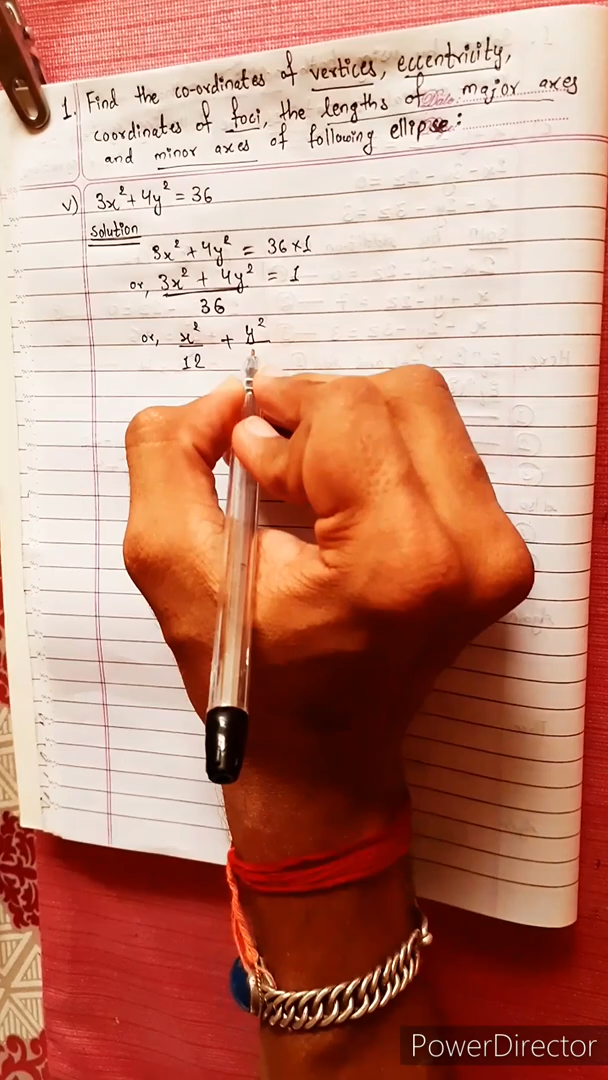 1. Find the co-ordinates of vertices, eccentricity,
coordinates of foci, the lengths of major axes
and minor axes of following ellipse:
v) 3x² + 4y² = 36
Solution
3x² + 4y² = 36 × 1
or, 3x² + 4y² / 36 = 1
or, x²/12 + y²
PowerDirector